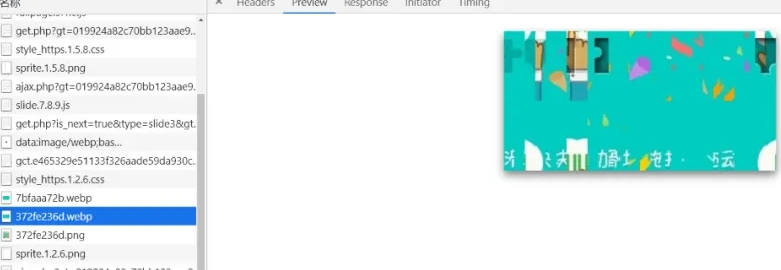 名称
× Headers Preview Response Initiator Timing
get.php?gt=019924a82c70bb123aae9...
style_https.1.5.8.css
sprite.1.5.8.png
ajax.php?gt=019924a82c70bb123aae9...
slide.7.8.9.js
get.php?is_next=true&type=slide3&gt...
data:image/webp;bas...
gct.e465329e51133f326aade59da930c...
style_https.1.2.6.css
7bfaaa72b.webp
372fe236d.webp
372fe236d.png
sprite.1.2.6.png